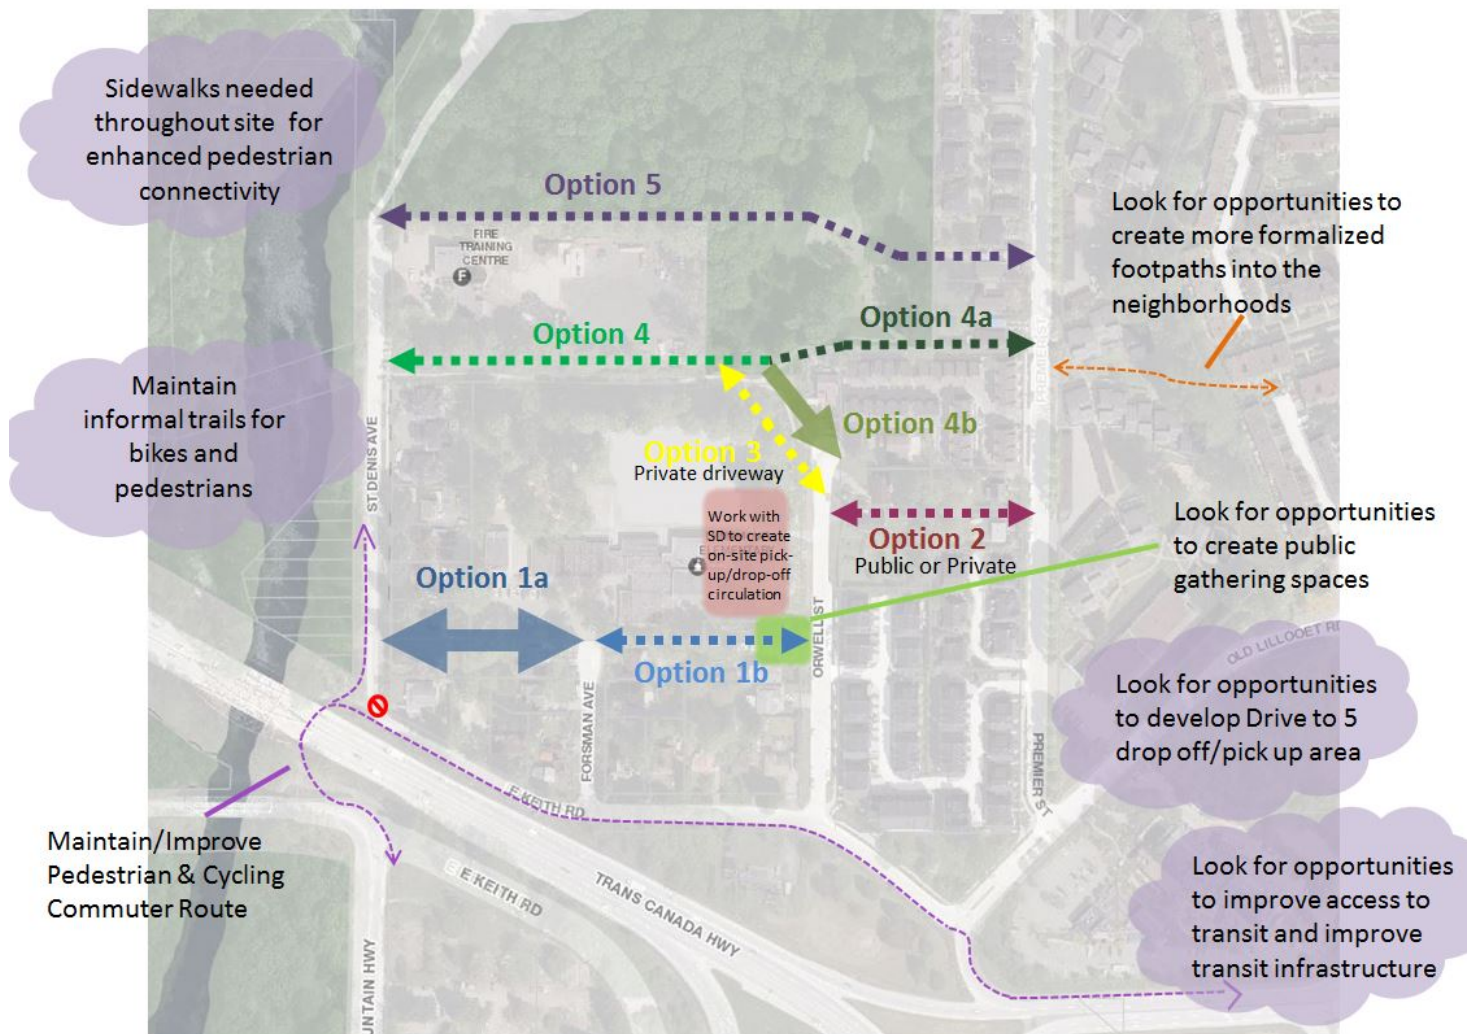 Sidewalks needed
throughout site for
enhanced pedestrian
connectivity
Option 5
Look for opportunities to
create more formalized
footpaths into the
neighborhoods
FIRE
TRAINING
CENTRE
F
Option 4
Option 4a
Maintain
informal trails for
bikes and
pedestrians
ST DENIS AVE
Option 3
Private driveway
Option 4b
PREMIER ST
Work with
SD to create
on-site pick-
up/drop-off
circulation
Option 2
Public or Private
Look for opportunities
to create public
gathering spaces
Option 1a
Option 1b
ORWELL ST
FORSMAN AVE
OLD LILLOOET RD
Look for opportunities
to develop Drive to 5
drop off/pick up area
PREMIER ST
E KEITH RD
Maintain/Improve
Pedestrian & Cycling
Commuter Route
E KEITH RD
TRANS CANADA HWY
Look for opportunities
to improve access to
transit and improve
transit infrastructure
UNTAIN HWY